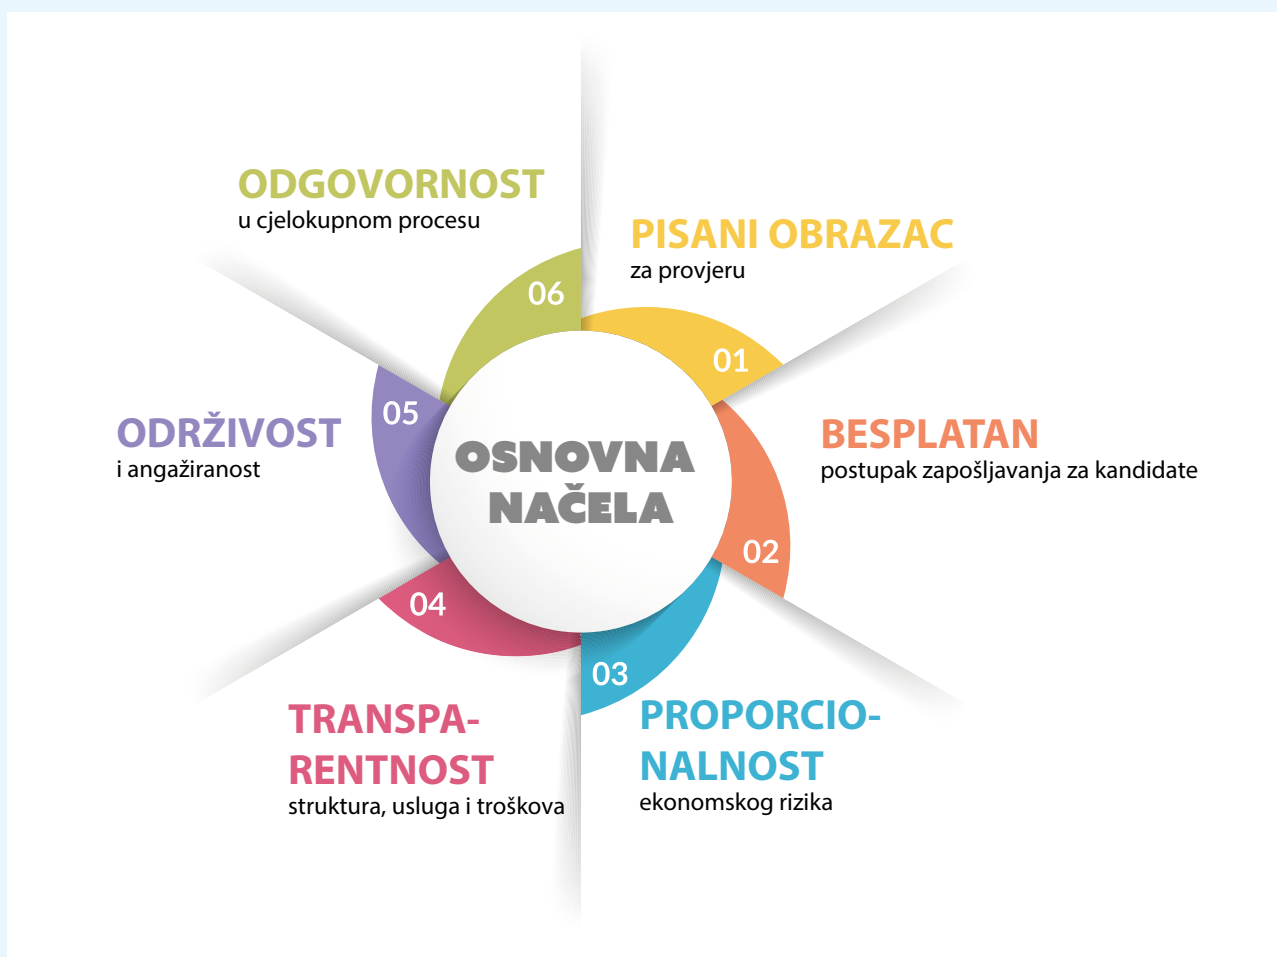 OSNOVNA
NAČELA
01
PISANI OBRAZAC
za provjeru
02
BESPLATAN
postupak zapošljavanja za kandidate
03
PROPORCIO-
NALNOST
ekonomskog rizika
04
TRANSPA-
RENTNOST
struktura, usluga i troškova
05
ODRŽIVOST
i angažiranost
06
ODGOVORNOST
u cjelokupnom procesu